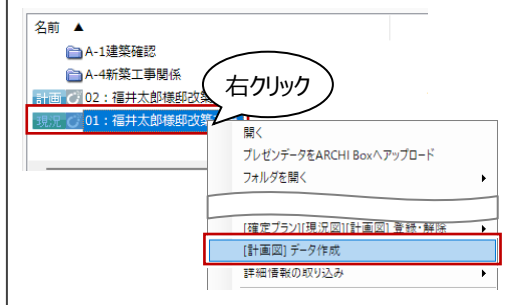 名前 ▲
A-1建築確認
A-4新築工事関係
計画 02：福井太郎様邸改築
現況 01：福井太郎様邸改築
右クリック
開く
プレゼンデータをARCHI Boxへアップロード
フォルダを開く
[確定プラン][現況図][計画図] 登録・解除
[計画図] データ作成
詳細情報の取り込み